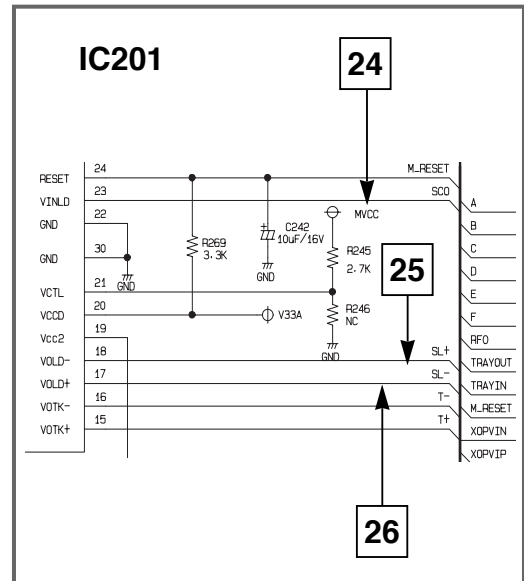 IC201
24
RESET 24 M_RESET
VINLD 23 SCO
GND 22
A
MVCC
B
C242
10uF/16V
R269
3.3K
GND
R245
2.7K
C
GND 30
GND
D
VCTL 21
25
E
VCCD 20
V33A
R246
NC
F
Vcc2 19
GND
RFO
VOLD- 18 SL+
TRAYOUT
VOLD+ 17 SL-
TRAYIN
VOTK- 16 T-
M_RESET
VOTK+ 15 T+
XOPVIN
XOPVIP
26